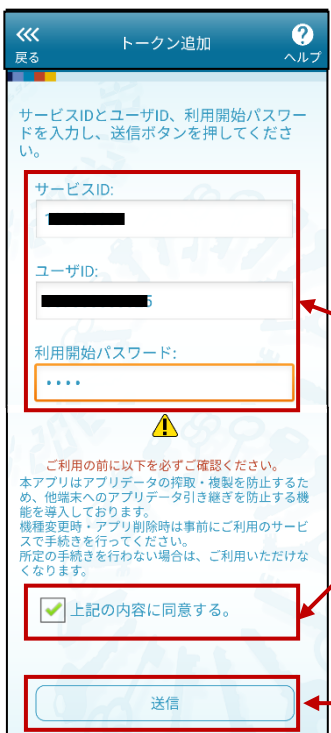 戻る
トークン追加
?
ヘルプ
サービスIDとユーザID、利用開始パスワー
ドを入力し、送信ボタンを押してくださ
い。
サービスID:
ユーザID:
利用開始パスワード:
••••
ご利用の前に以下を必ずご確認ください。
本アプリはアプリデータの搾取・複製を防止するた
め、他端末へのアプリデータ引き継ぎを防止する機
能を導入しております。
機種変更時・アプリ削除時は事前にご利用のサービ
スで手続きを行ってください。
所定の手続きを行わない場合は、ご利用いただけな
くなります。
上記の内容に同意する。
送信